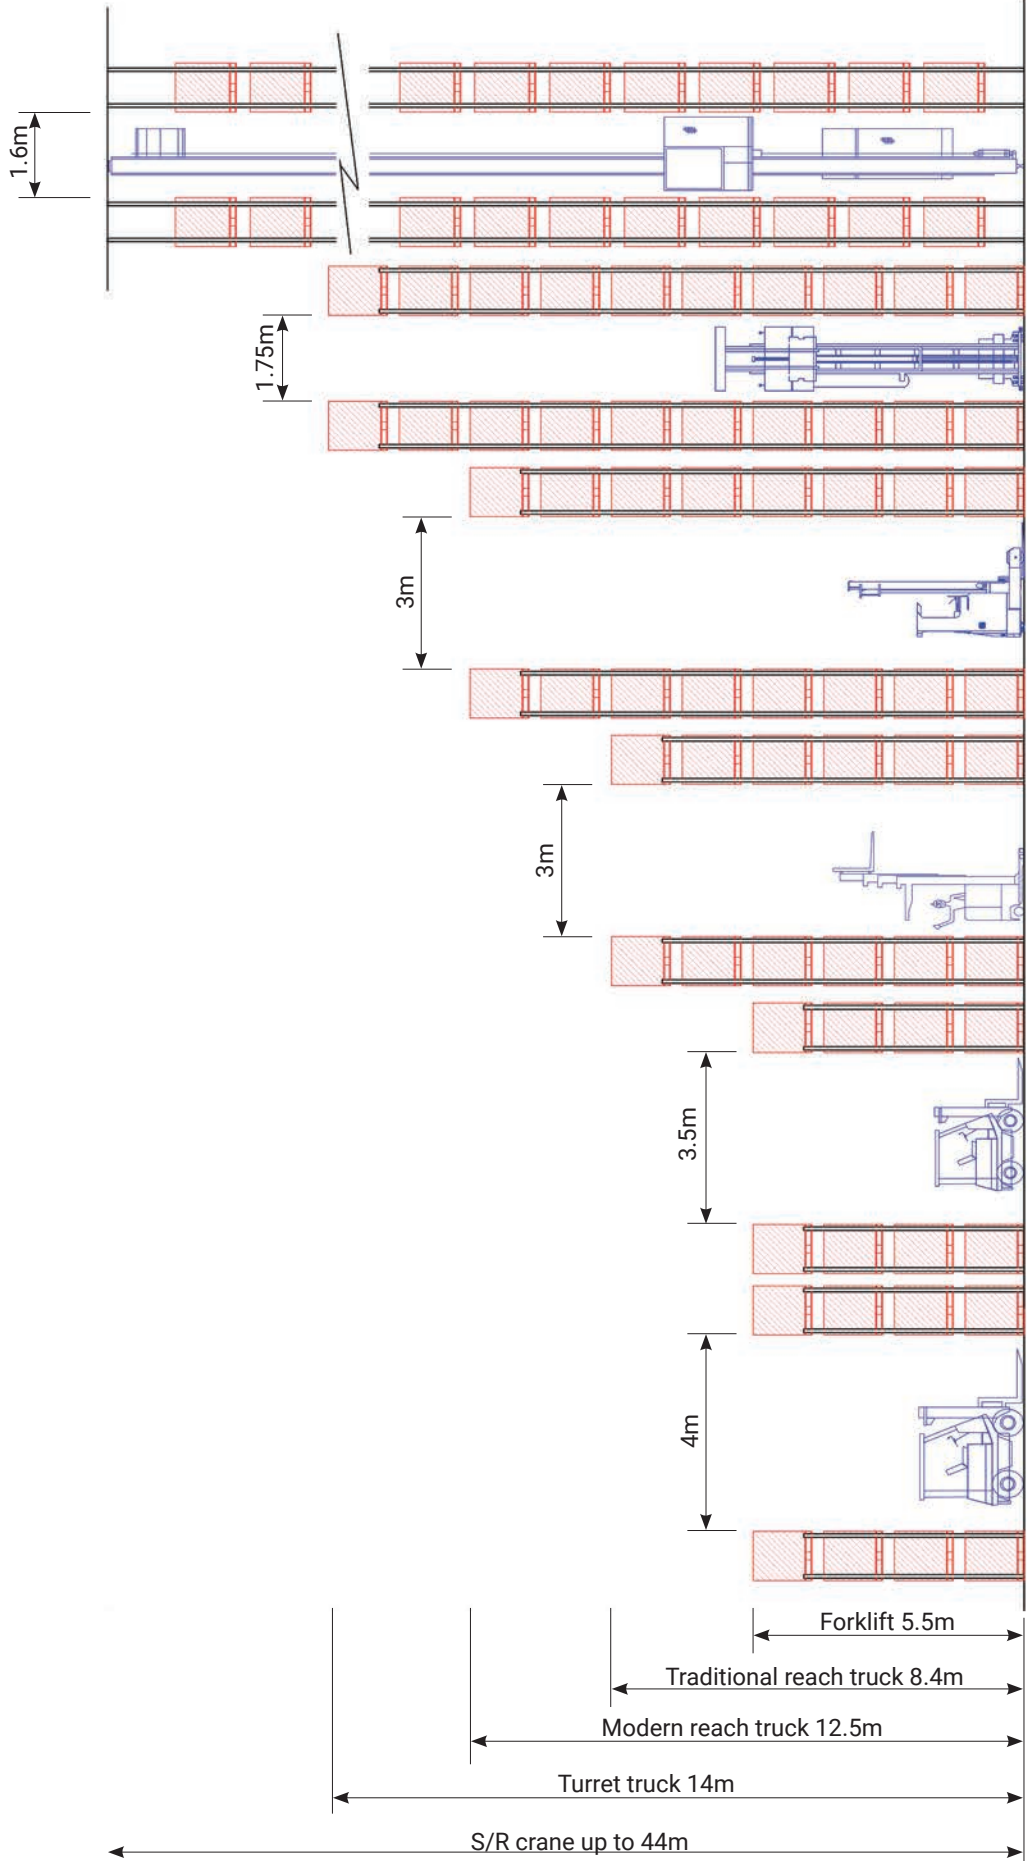 1.6m
1.75m
3m
3m
3.5m
4m
Forklift 5.5m
Traditional reach truck 8.4m
Modern reach truck 12.5m
Turret truck 14m
S/R crane up to 44m